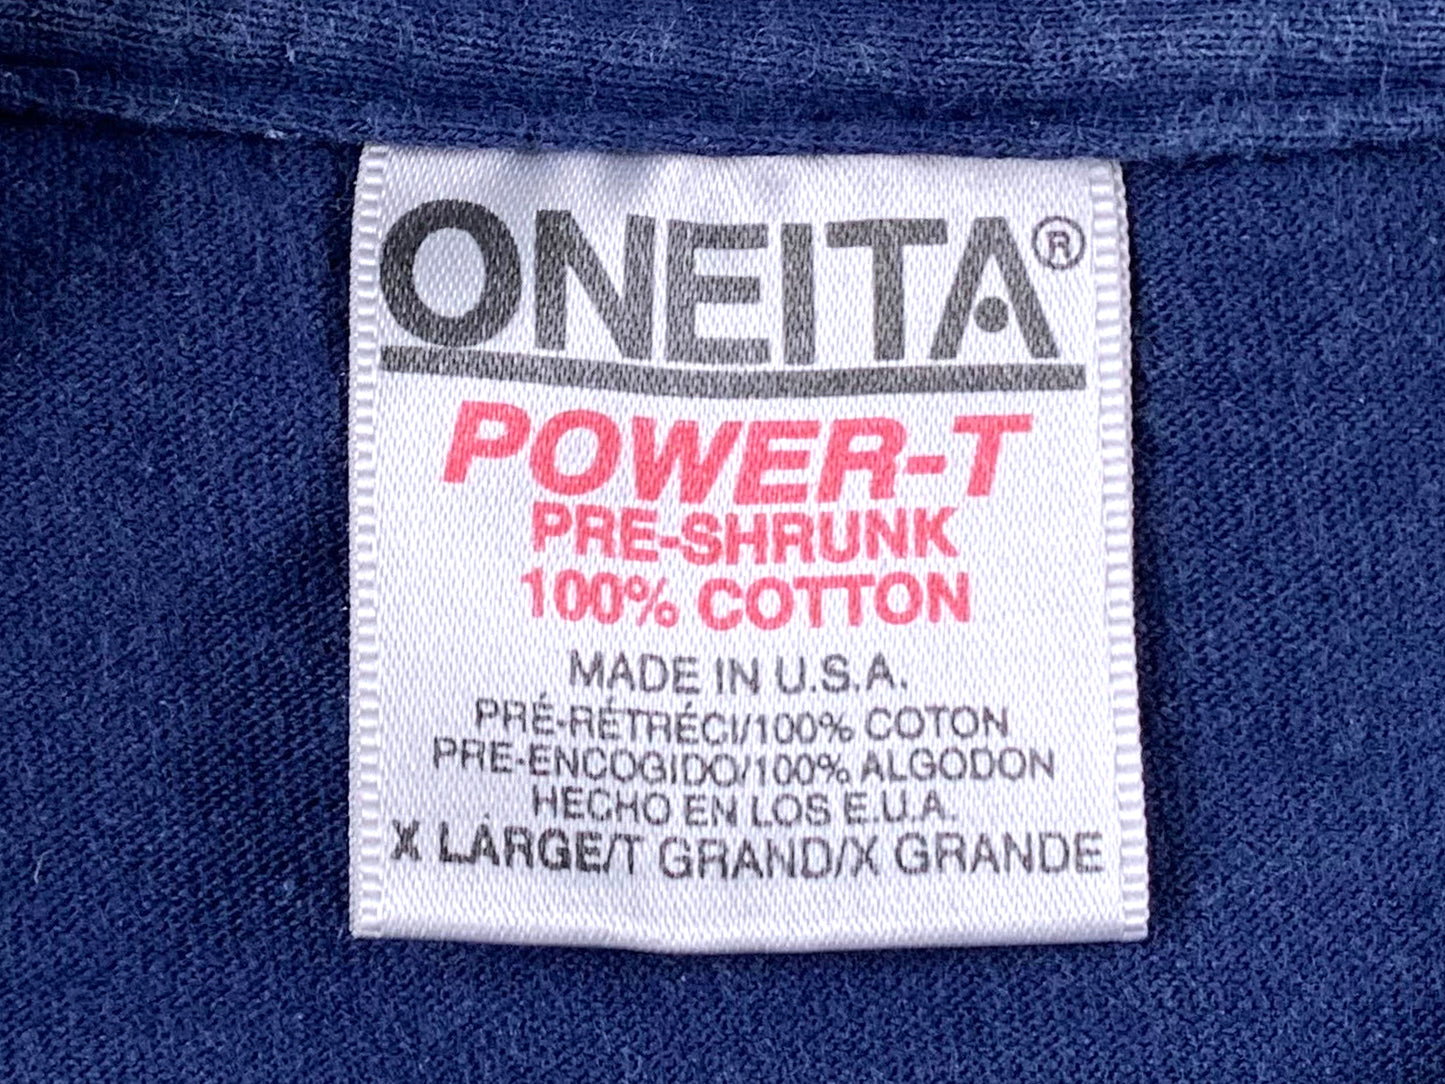 ONEITA®
POWER-T
PRE-SHRUNK
100% COTTON
MADE IN U.S.A.
PRÉ-RÉTRÉCI/100% COTON
PRE-ENCOGIDO/100% ALGODON
HECHO EN LOS E.U.A.
X LARGE/T GRAND/X GRANDE